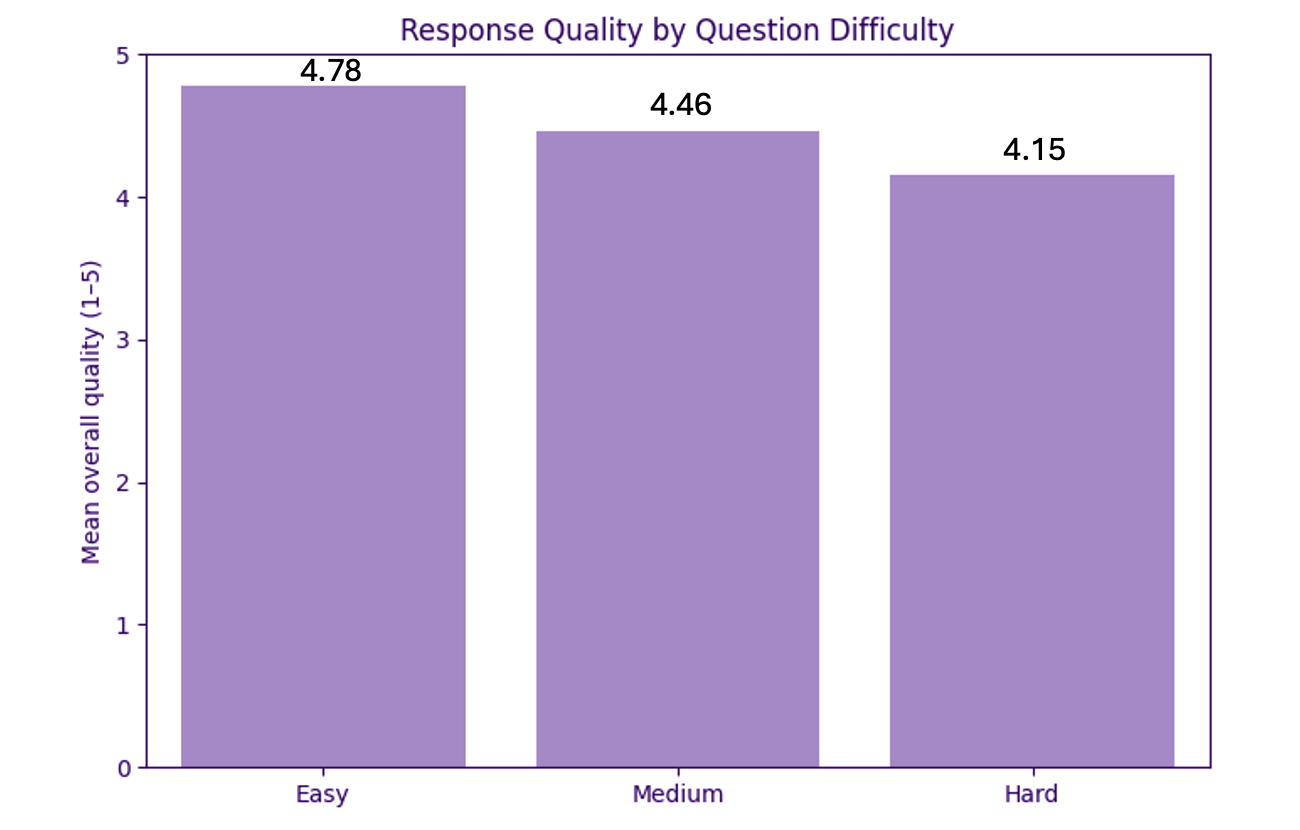 Response Quality by Question Difficulty
5
4.78
4.46
4.15
4
3
2
1
0
Mean overall quality (1–5)
Easy
Medium
Hard